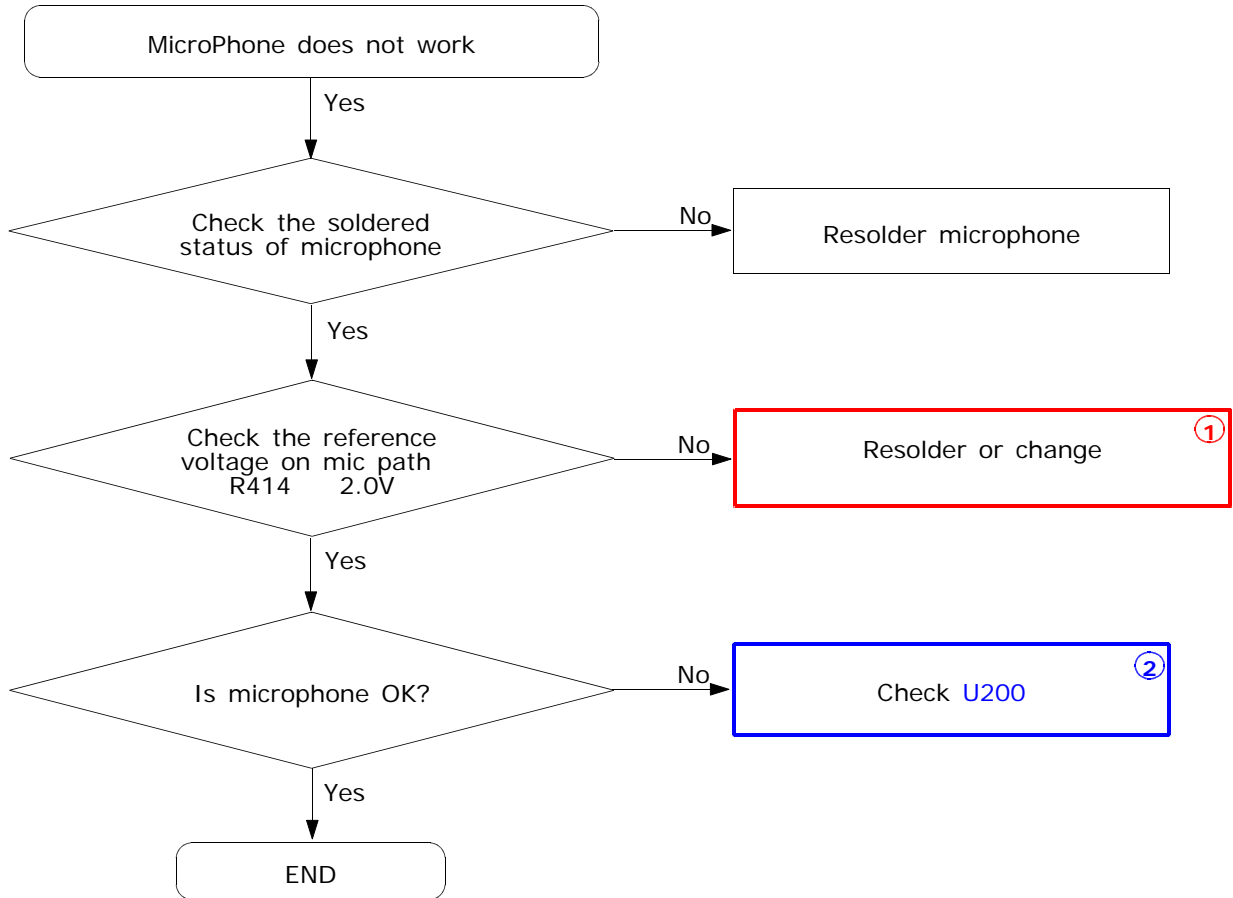 MicroPhone does not work
Yes
Check the soldered
status of microphone
No
Resolder microphone
Yes
Check the reference
voltage on mic path
R414 2.0V
No
Resolder or change
1
Yes
Is microphone OK?
No
Check U200
2
Yes
END